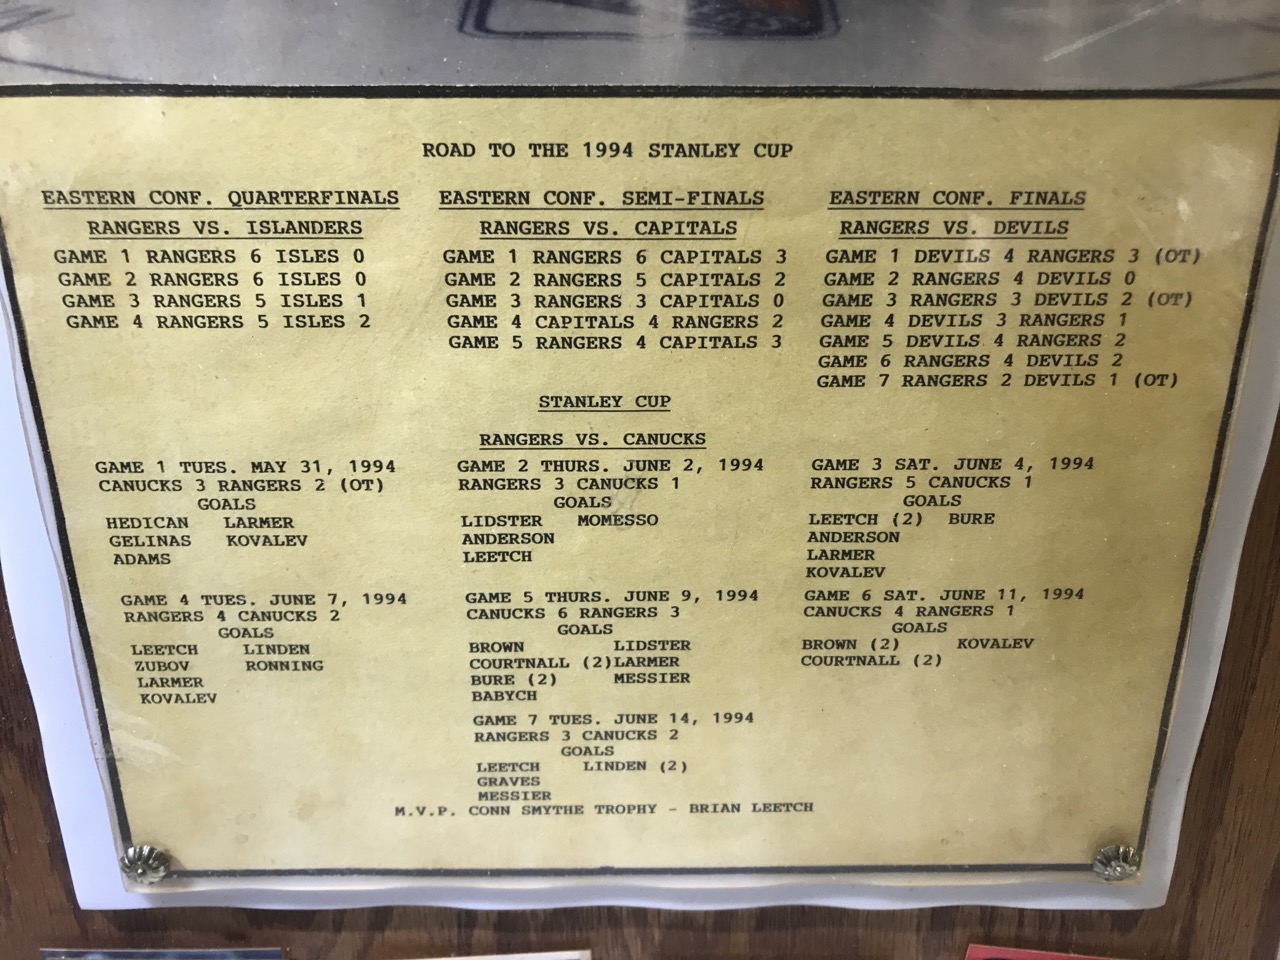 ROAD TO THE 1994 STANLEY CUP
EASTERN CONF. QUARTERFINALS
RANGERS VS. ISLANDERS
GAME 1 RANGERS 6 ISLES 0
GAME 2 RANGERS 6 ISLES 0
GAME 3 RANGERS 5 ISLES 1
GAME 4 RANGERS 5 ISLES 2
EASTERN CONF. SEMI-FINALS
RANGERS VS. CAPITALS
GAME 1 RANGERS 6 CAPITALS 3
GAME 2 RANGERS 5 CAPITALS 2
GAME 3 RANGERS 3 CAPITALS 0
GAME 4 CAPITALS 4 RANGERS 2
GAME 5 RANGERS 4 CAPITALS 3
EASTERN CONF. FINALS
RANGERS VS. DEVILS
GAME 1 DEVILS 4 RANGERS 3 (OT)
GAME 2 RANGERS 4 DEVILS 0
GAME 3 RANGERS 3 DEVILS 2 (OT)
GAME 4 DEVILS 3 RANGERS 1
GAME 5 DEVILS 4 RANGERS 2
GAME 6 RANGERS 4 DEVILS 2
GAME 7 RANGERS 2 DEVILS 1 (OT)
STANLEY CUP
RANGERS VS. CANUCKS
GAME 1 TUES. MAY 31, 1994
CANUCKS 3 RANGERS 2 (OT)
GOALS
HEDICAN LARMER
GELINAS KOVALEV
ADAMS
GAME 2 THURS. JUNE 2, 1994
RANGERS 3 CANUCKS 1
GOALS
LIDSTER MOMESSO
ANDERSON
LEETCH
GAME 3 SAT. JUNE 4, 1994
RANGERS 5 CANUCKS 1
GOALS
LEETCH (2) BURE
ANDERSON
LARMER
KOVALEV
GAME 4 TUES. JUNE 7, 1994
RANGERS 4 CANUCKS 2
GOALS
LEETCH LINDEN
ZUBOV RONNING
LARMER
KOVALEV
GAME 5 THURS. JUNE 9, 1994
CANUCKS 6 RANGERS 3
GOALS
BROWN LIDSTER
COURTNALL (2) LARMER
BURE (2) MESSIER
BABYCH
GAME 6 SAT. JUNE 11, 1994
CANUCKS 4 RANGERS 1
GOALS
BROWN (2) KOVALEV
COURTNALL (2)
GAME 7 TUES. JUNE 14, 1994
RANGERS 3 CANUCKS 2
GOALS
LEETCH LINDEN (2)
GRAVES
MESSIER
M.V.P. CONN SMYTHE TROPHY - BRIAN LEETCH